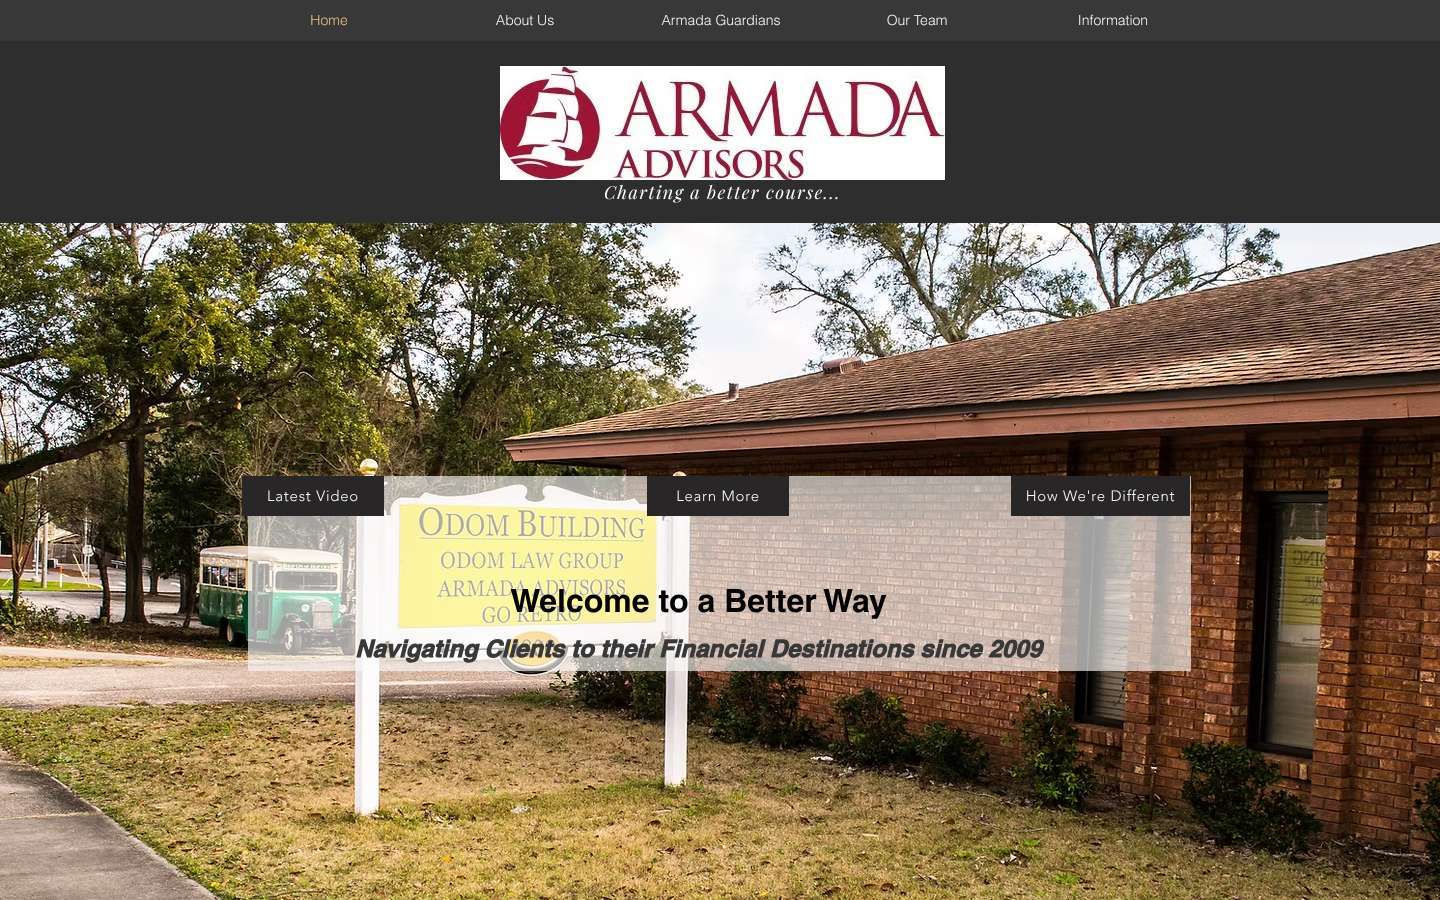 Home
About Us
Armada Guardians
Our Team
Information
ARMADA
ADVISORS
Charting a better course...
Latest Video
Learn More
How We're Different
ODOM BUILDING
ODOM LAW GROUP
ARMADA ADVISORS
GO RETRO
Welcome to a Better Way
Navigating Clients to their Financial Destinations since 2009